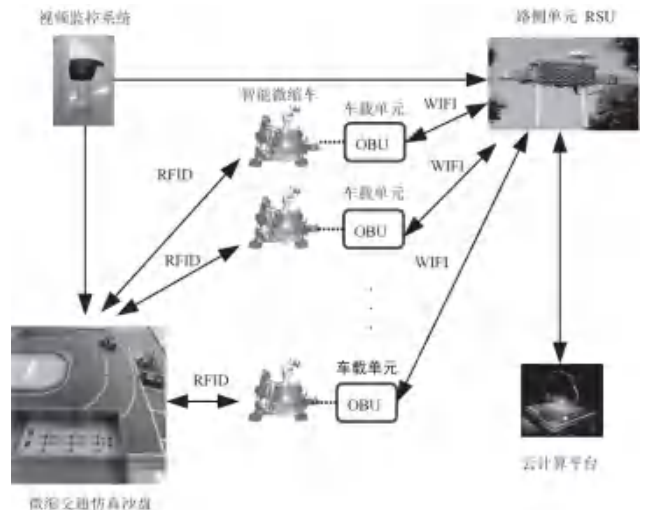 视频监控系统
路侧单元 RSU
智能微缩车
车载单元
WIFI
OBU
RFID
车载单元
WIFI
OBU
RFID
WIFI
车载单元
RFID
OBU
云计算平台
微缩交通仿真沙盘